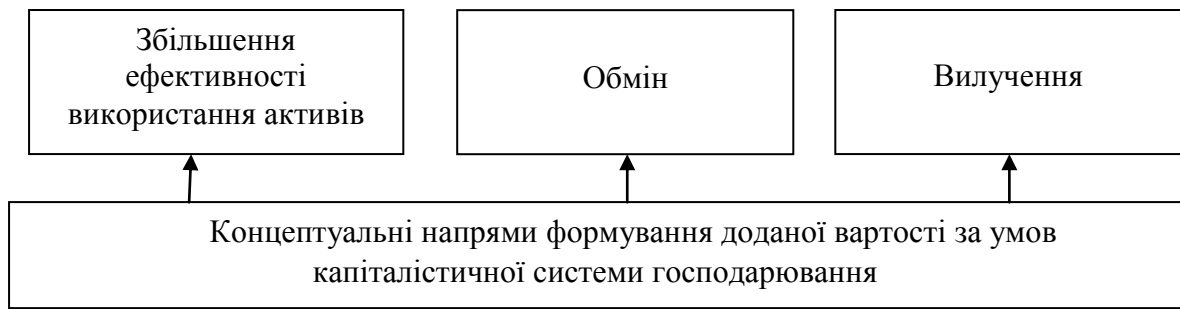 Збільшення
ефективності
використання активів
Обмін
Вилучення
Концептуальні напрями формування доданої вартості за умов
капіталістичної системи господарювання